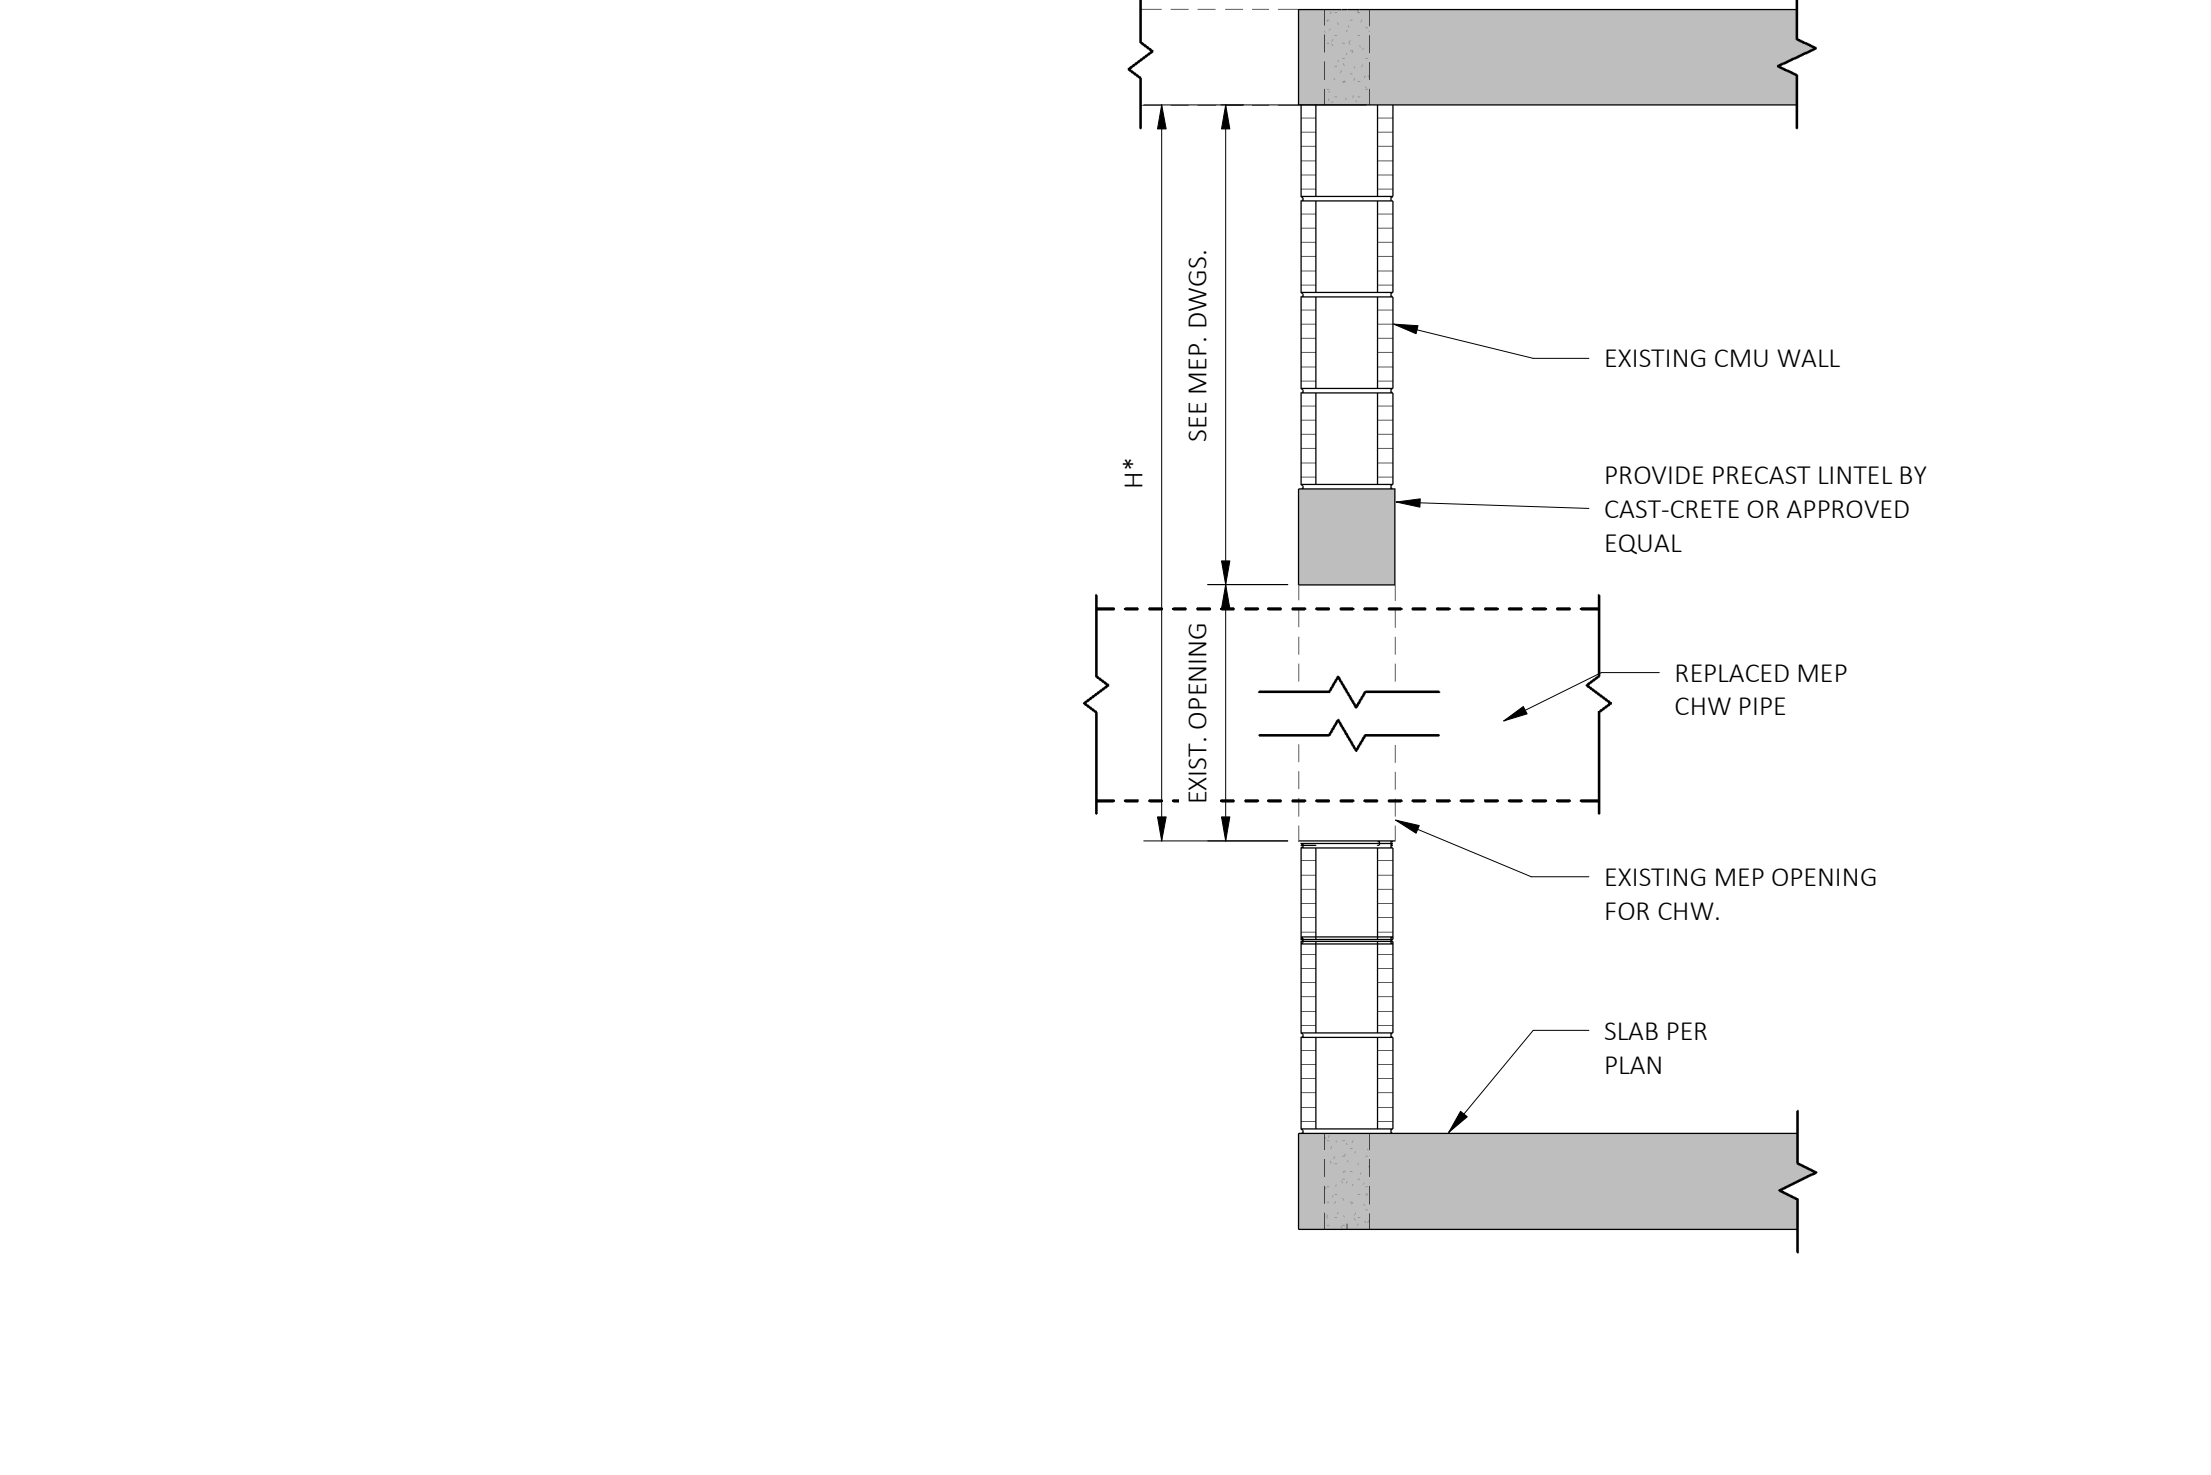 SEE MEP. DWGS.
H*
EXIST. OPENING
EXISTING CMU WALL
PROVIDE PRECAST LINTEL BY
CAST-CRETE OR APPROVED
EQUAL
REPLACED MEP
CHW PIPE
EXISTING MEP OPENING
FOR CHW.
SLAB PER
PLAN